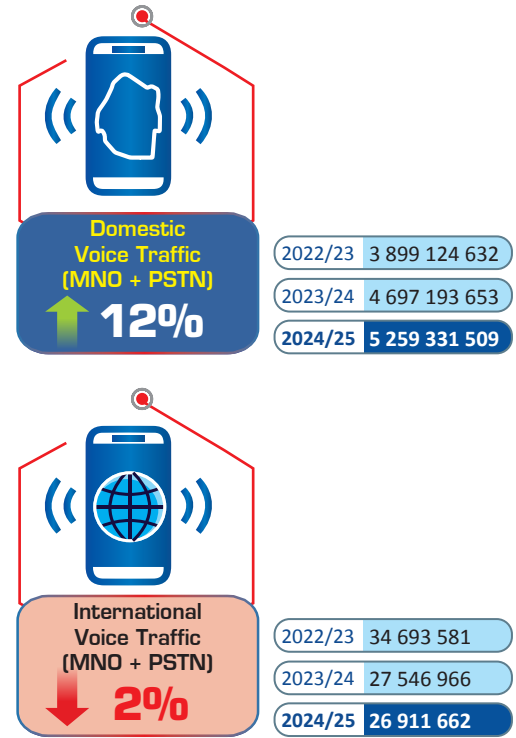 Domestic
Voice Traffic
(MNO + PSTN)
12%
2022/23 3 899 124 632
2023/24 4 697 193 653
2024/25 5 259 331 509
International
Voice Traffic
(MNO + PSTN)
2%
2022/23 34 693 581
2023/24 27 546 966
2024/25 26 911 662